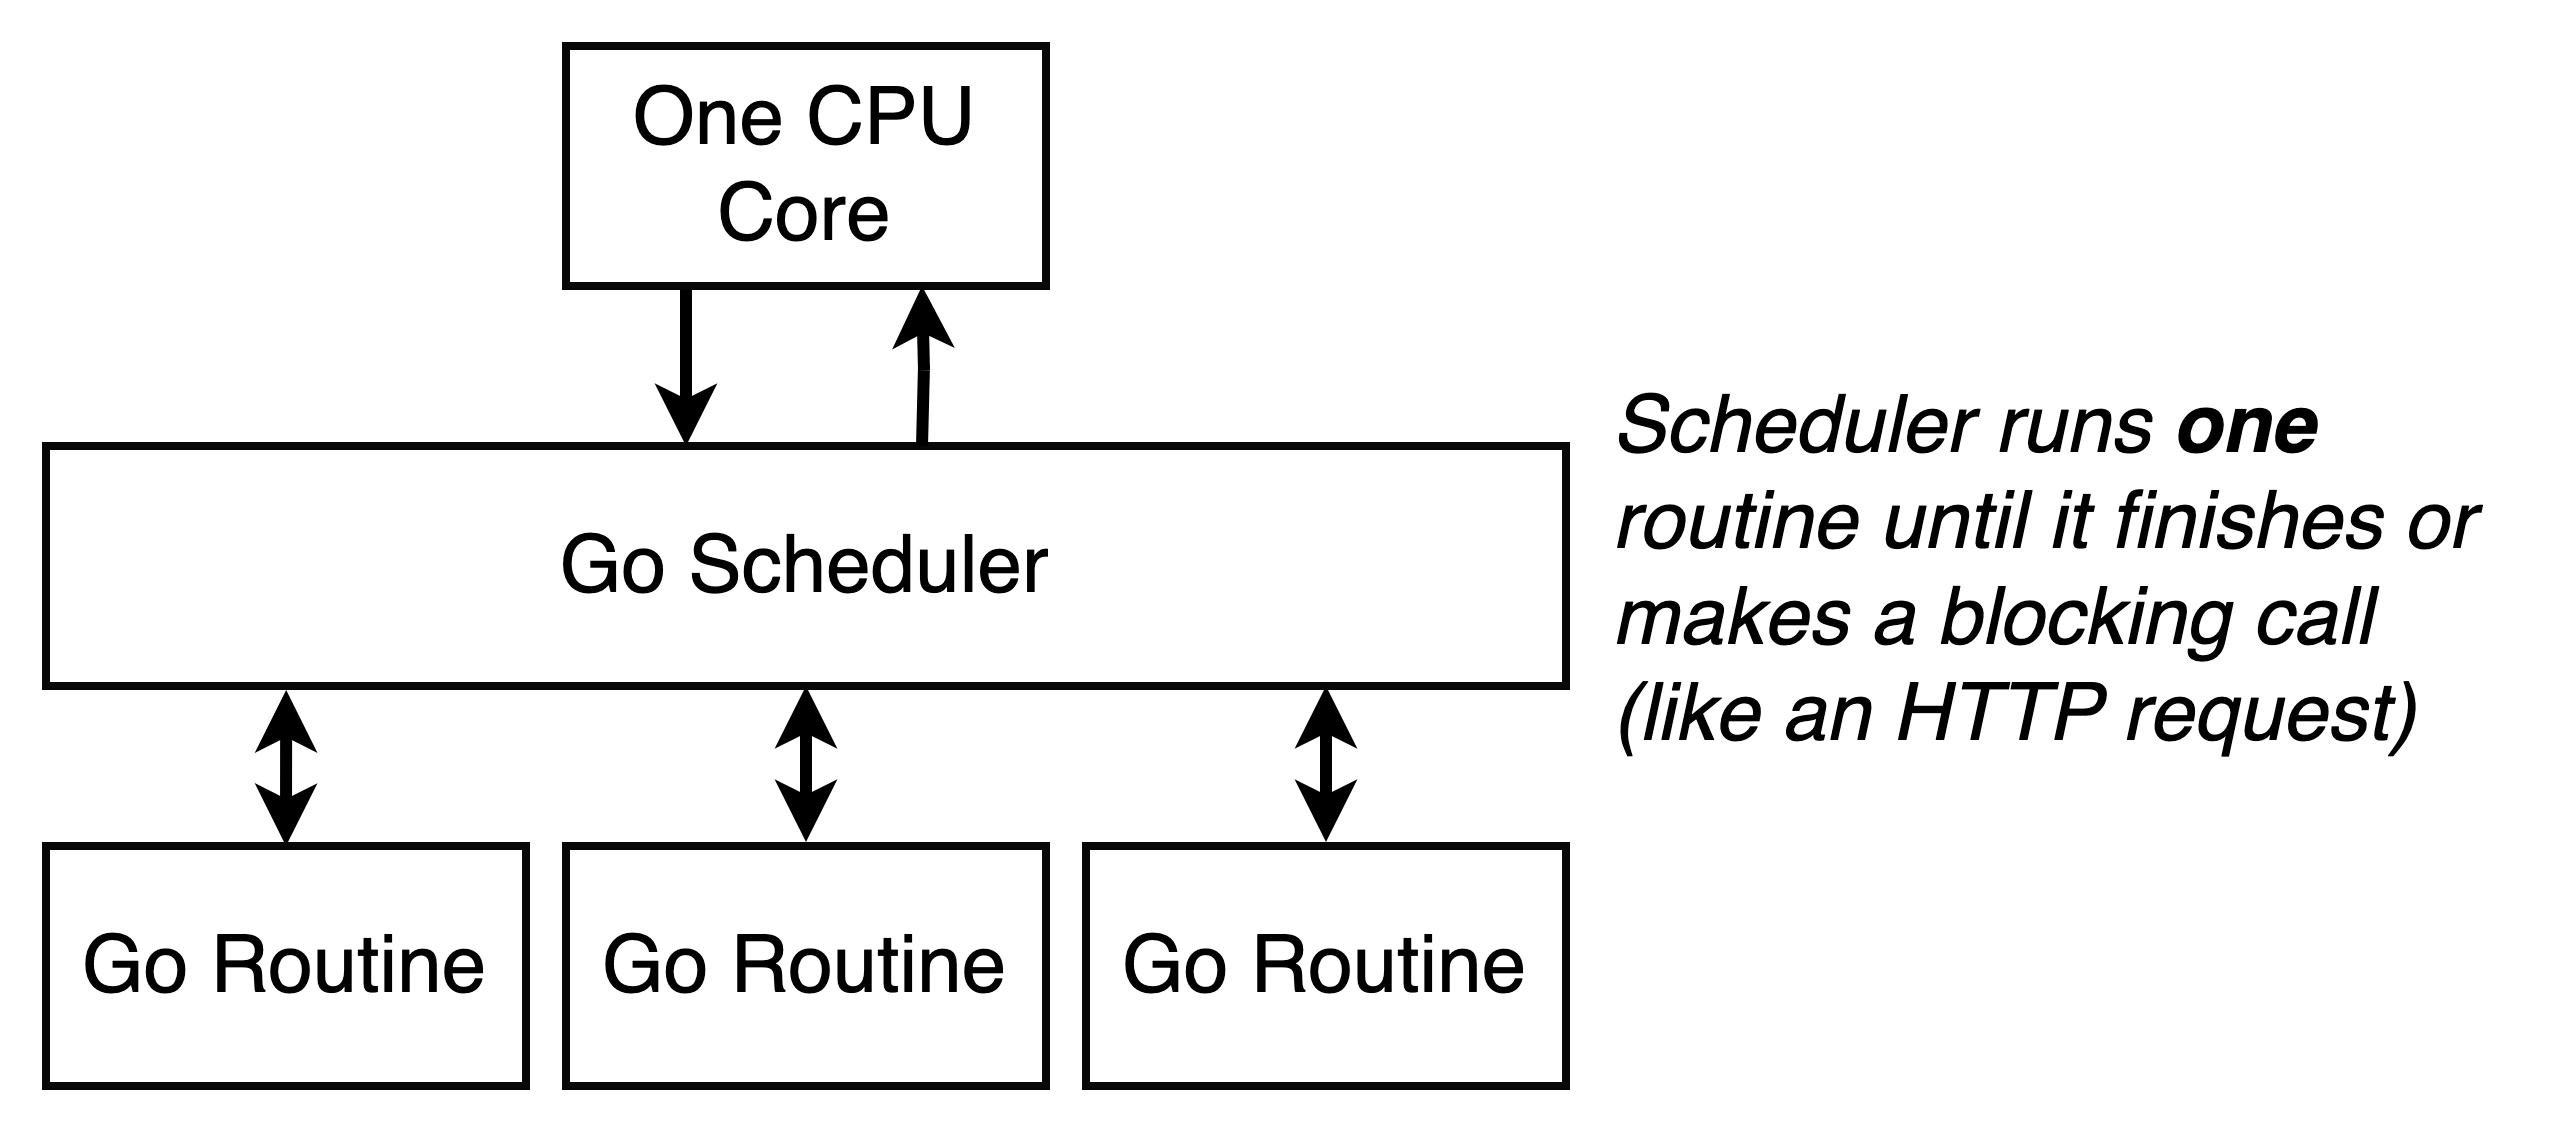 One CPU
Core
Go Scheduler
Scheduler runs one
routine until it finishes or
makes a blocking call
(like an HTTP request)
Go Routine
Go Routine
Go Routine